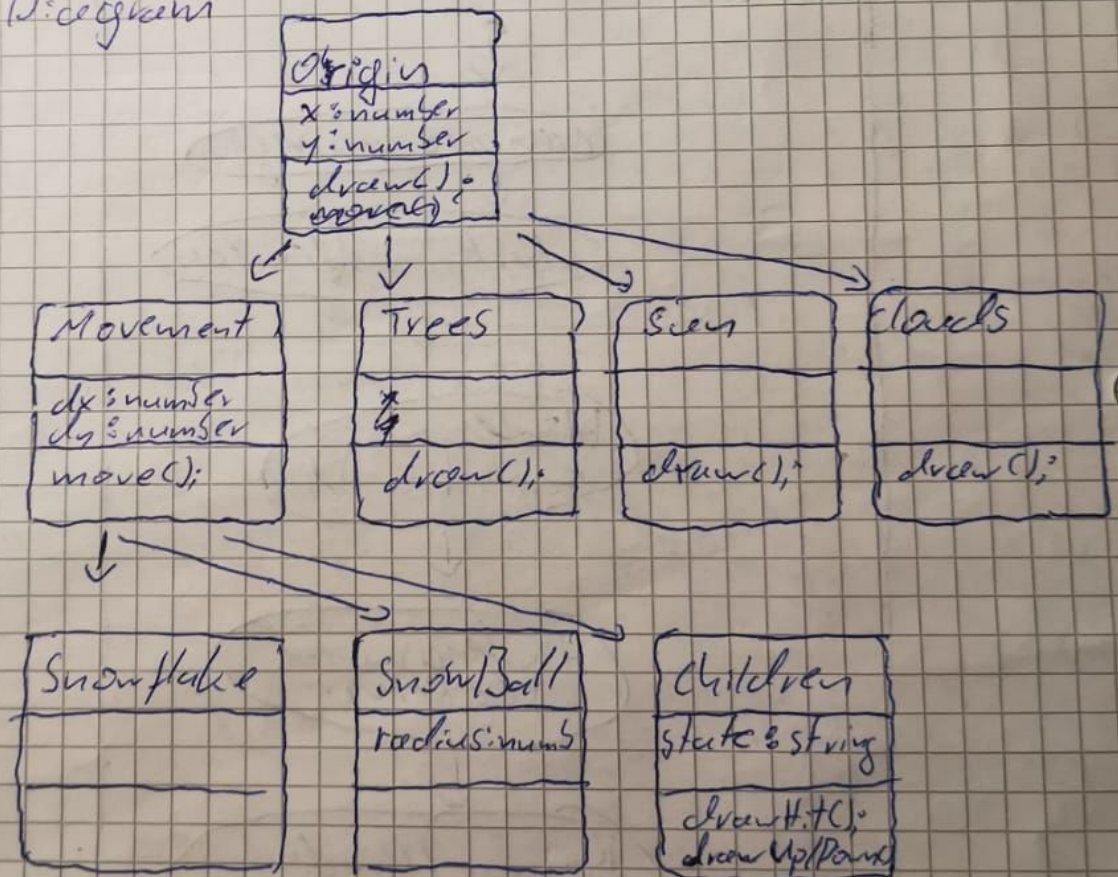 Diagram
Origin
x: number
y: number
draw();
Movement
dx: number
dy: number
move();
Trees
draw();
Sun
draw();
Clouds
draw();
Snowflake
SnowBall
radius: numb
Children
state: string
drawHit();
drawUp/Down